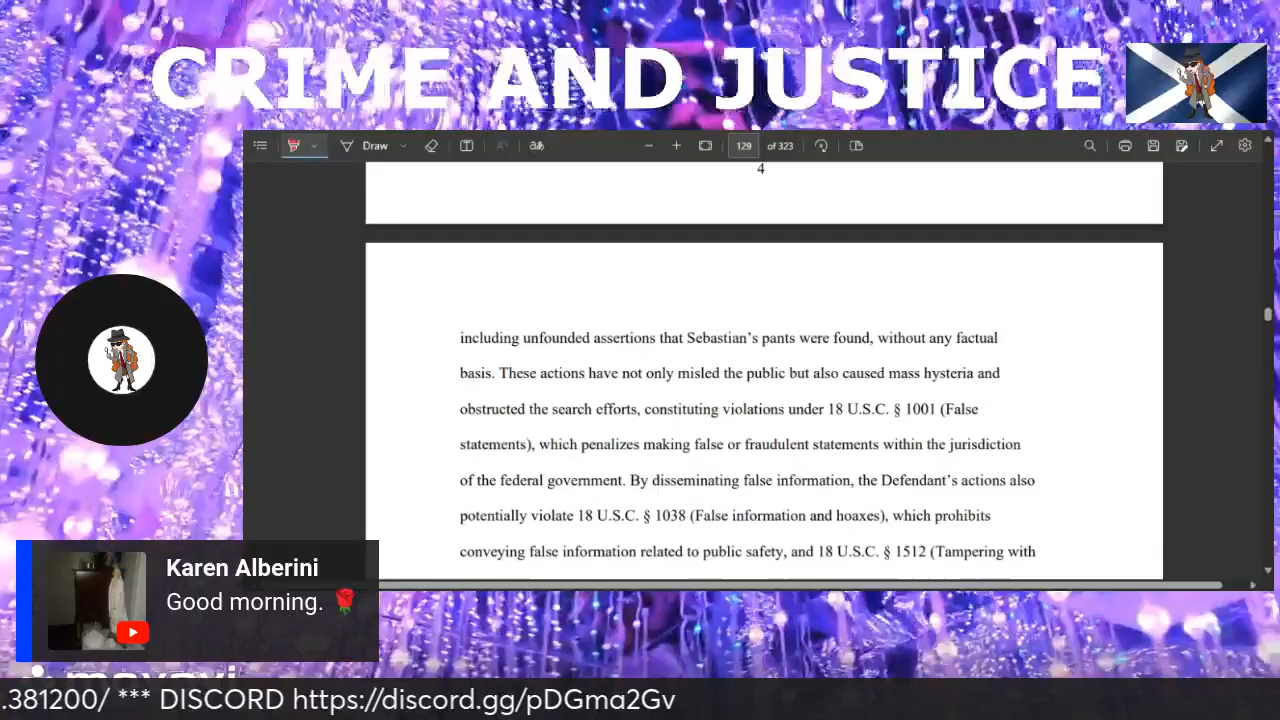 CRIME AND JUSTICE
Draw
129 of 323
4
including unfounded assertions that Sebastian’s pants were found, without any factual
basis. These actions have not only misled the public but also caused mass hysteria and
obstructed the search efforts, constituting violations under 18 U.S.C. § 1001 (False
statements), which penalizes making false or fraudulent statements within the jurisdiction
of the federal government. By disseminating false information, the Defendant’s actions also
potentially violate 18 U.S.C. § 1038 (False information and hoaxes), which prohibits
conveying false information related to public safety, and 18 U.S.C. § 1512 (Tampering with
Karen Alberini
Good morning. 🌹
.381200/ *** DISCORD https://discord.gg/pDGma2Gv